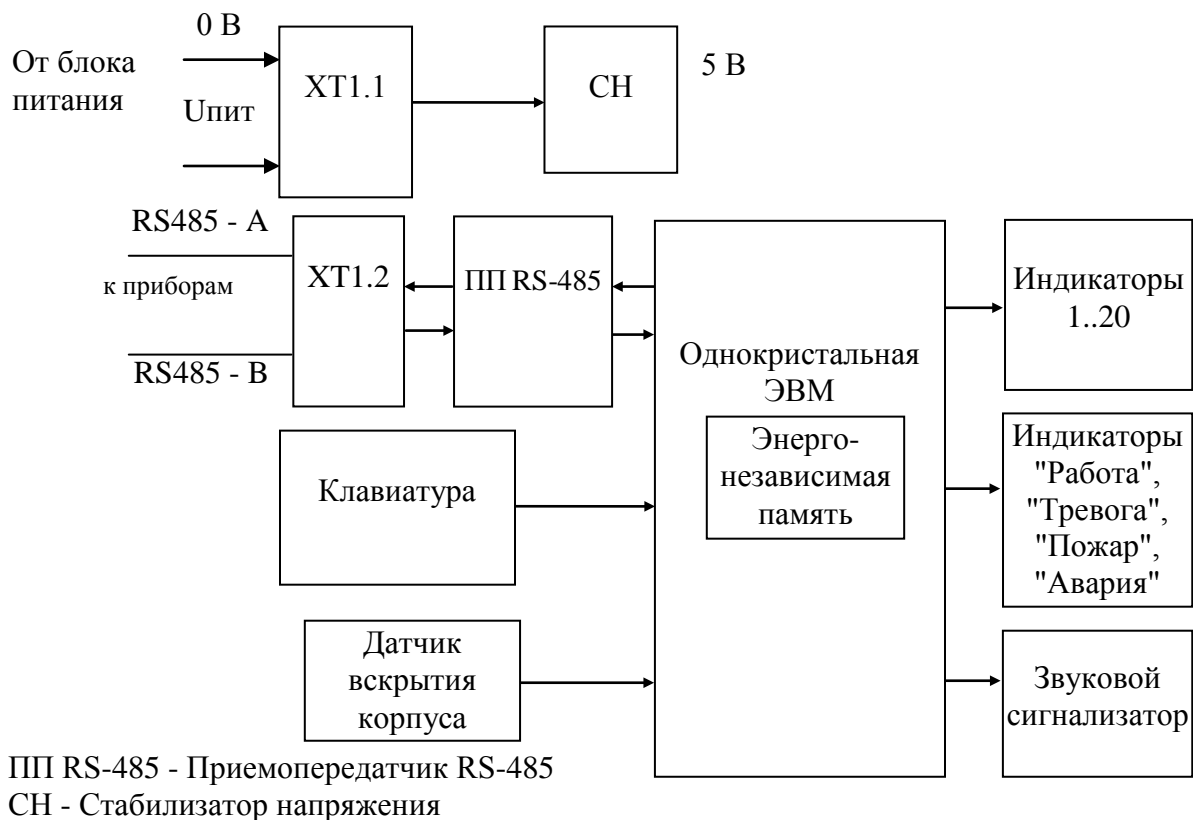 0 В
От блока
питания
Uпит
XT1.1
СН
5 В
RS485 - A
к приборам
RS485 - B
XT1.2
ПП RS-485
Однокристальная
ЭВМ
Энерго-
независимая
память
Индикаторы
1..20
Клавиатура
Индикаторы
"Работа",
"Тревога",
"Пожар",
"Авария"
Датчик
вскрытия
корпуса
Звуковой
сигнализатор
ПП RS-485 - Приемопередатчик RS-485
СН - Стабилизатор напряжения